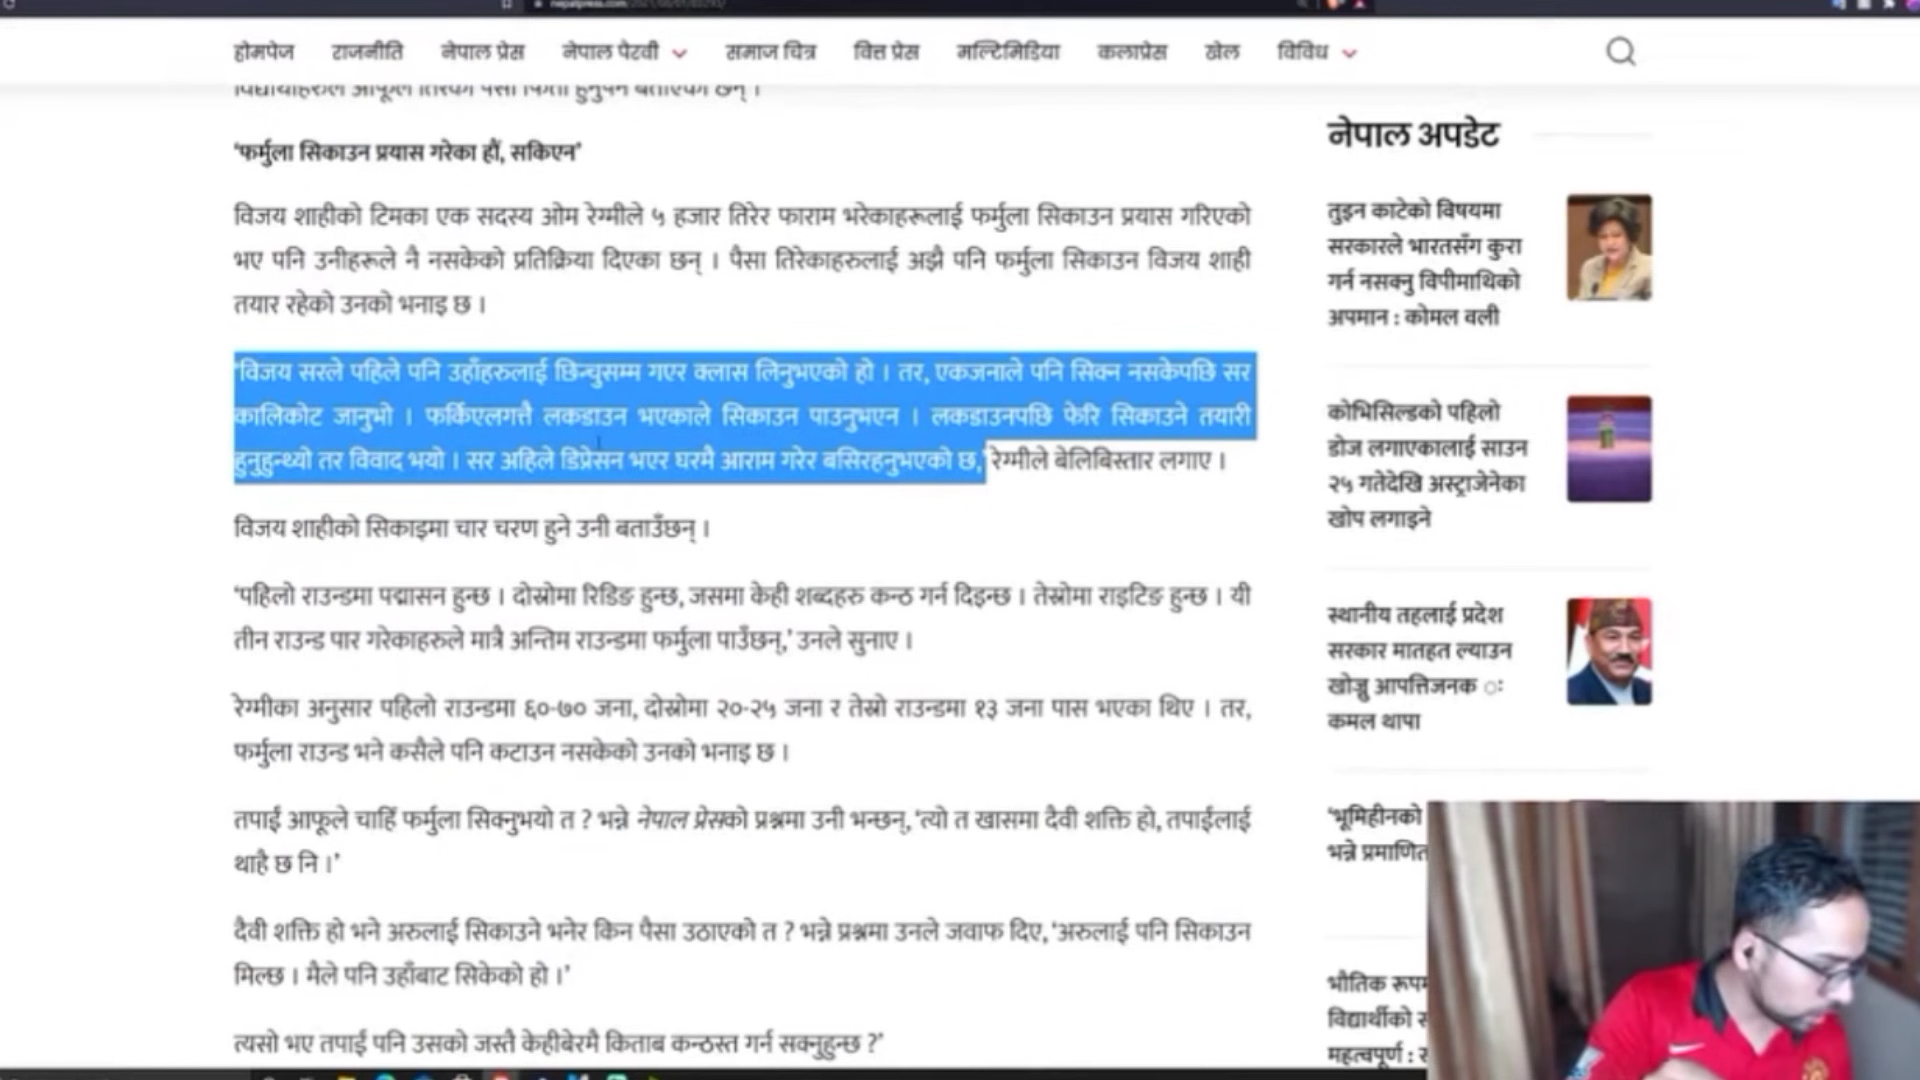 होमपेज राजनीति नेपाल प्रेस नेपाल पेटवी समाज चित्र वित्त प्रेस मल्टिमिडिया कलाप्रेस खेल विविध
‘फर्मुला सिकाउन प्रयास गरेका हौं, सकिएन’
विजय शाहीको टिमका एक सदस्य ओम रेग्मीले ५ हजार तिरेर फाराम भरेकाहरूलाई फर्मुला सिकाउन प्रयास गरिएको
भए पनि उनीहरूले नै नसकेको प्रतिक्रिया दिएका छन् । पैसा तिरेकाहरुलाई अझै पनि फर्मुला सिकाउन विजय शाही
तयार रहेको उनको भनाइ छ ।
‘विजय सरले पहिले पनि उहाँहरुलाई छिन्चुसम्म गएर क्लास लिनुभएको हो । तर, एकजनाले पनि सिक्न नसकेपछि सर
कालिकोट जानुभो । फर्किएलगत्तै लकडाउन भएकाले सिकाउन पाउनुभएन । लकडाउनपछि फेरि सिकाउने तयारी
हुनुहुन्थ्यो तर विवाद भयो । सर अहिले डिप्रेसन भएर घरमै आराम गरेर बसिरहनुभएको छ,’ रेग्मीले बेलिबिस्तार लगाए ।
विजय शाहीको सिकाइमा चार चरण हुने उनी बताउँछन् ।
‘पहिलो राउन्डमा पद्मासन हुन्छ । दोस्रोमा रिडिङ हुन्छ, जसमा केही शब्दहरु कन्ठ गर्न दिइन्छ । तेस्रोमा राइटिङ हुन्छ । यी
तीन राउन्ड पार गरेकाहरुले मात्रै अन्तिम राउन्डमा फर्मुला पाउँछन्,’ उनले सुनाए ।
रेग्मीका अनुसार पहिलो राउन्डमा ६०-७० जना, दोस्रोमा २०-२५ जना र तेस्रो राउन्डमा १३ जना पास भएका थिए । तर,
फर्मुला राउन्ड भने कसैले पनि कटाउन नसकेको उनको भनाइ छ ।
तपाईं आफूले चाहिँ फर्मुला सिक्नुभयो त ? भन्ने नेपाल प्रेसको प्रश्नमा उनी भन्छन्, ‘त्यो त खासमा दैवी शक्ति हो, तपाईंलाई
थाहै छ नि ।’
दैवी शक्ति हो भने अरुलाई सिकाउने भनेर किन पैसा उठाएको त ? भन्ने प्रश्नमा उनले जवाफ दिए, ‘अरुलाई पनि सिकाउन
मिल्छ । मैले पनि उहाँबाट सिकेको हो ।’
त्यसो भए तपाईं पनि उसको जस्तै केहीबेरमै किताब कन्ठस्त गर्न सक्नुहुन्छ ?’
नेपाल अपडेट
तुइन काटेको विषयमा
सरकारले भारतसँग कुरा
गर्न नसक्नु विपीमाथिको
अपमान : कोमल वली
कोभिसिल्डको पहिलो
डोज लगाएकालाई साउन
२५ गतेदेखि अस्ट्राजेनेका
खोप लगाइने
स्थानीय तहलाई प्रदेश
सरकार मातहत ल्याउन
खोज्नु आपत्तिजनक ः
कमल थापा
‘भूमिहीनको
भन्ने प्रमाणित
भौतिक रूपम
विद्यार्थीको
महत्वपूर्ण :